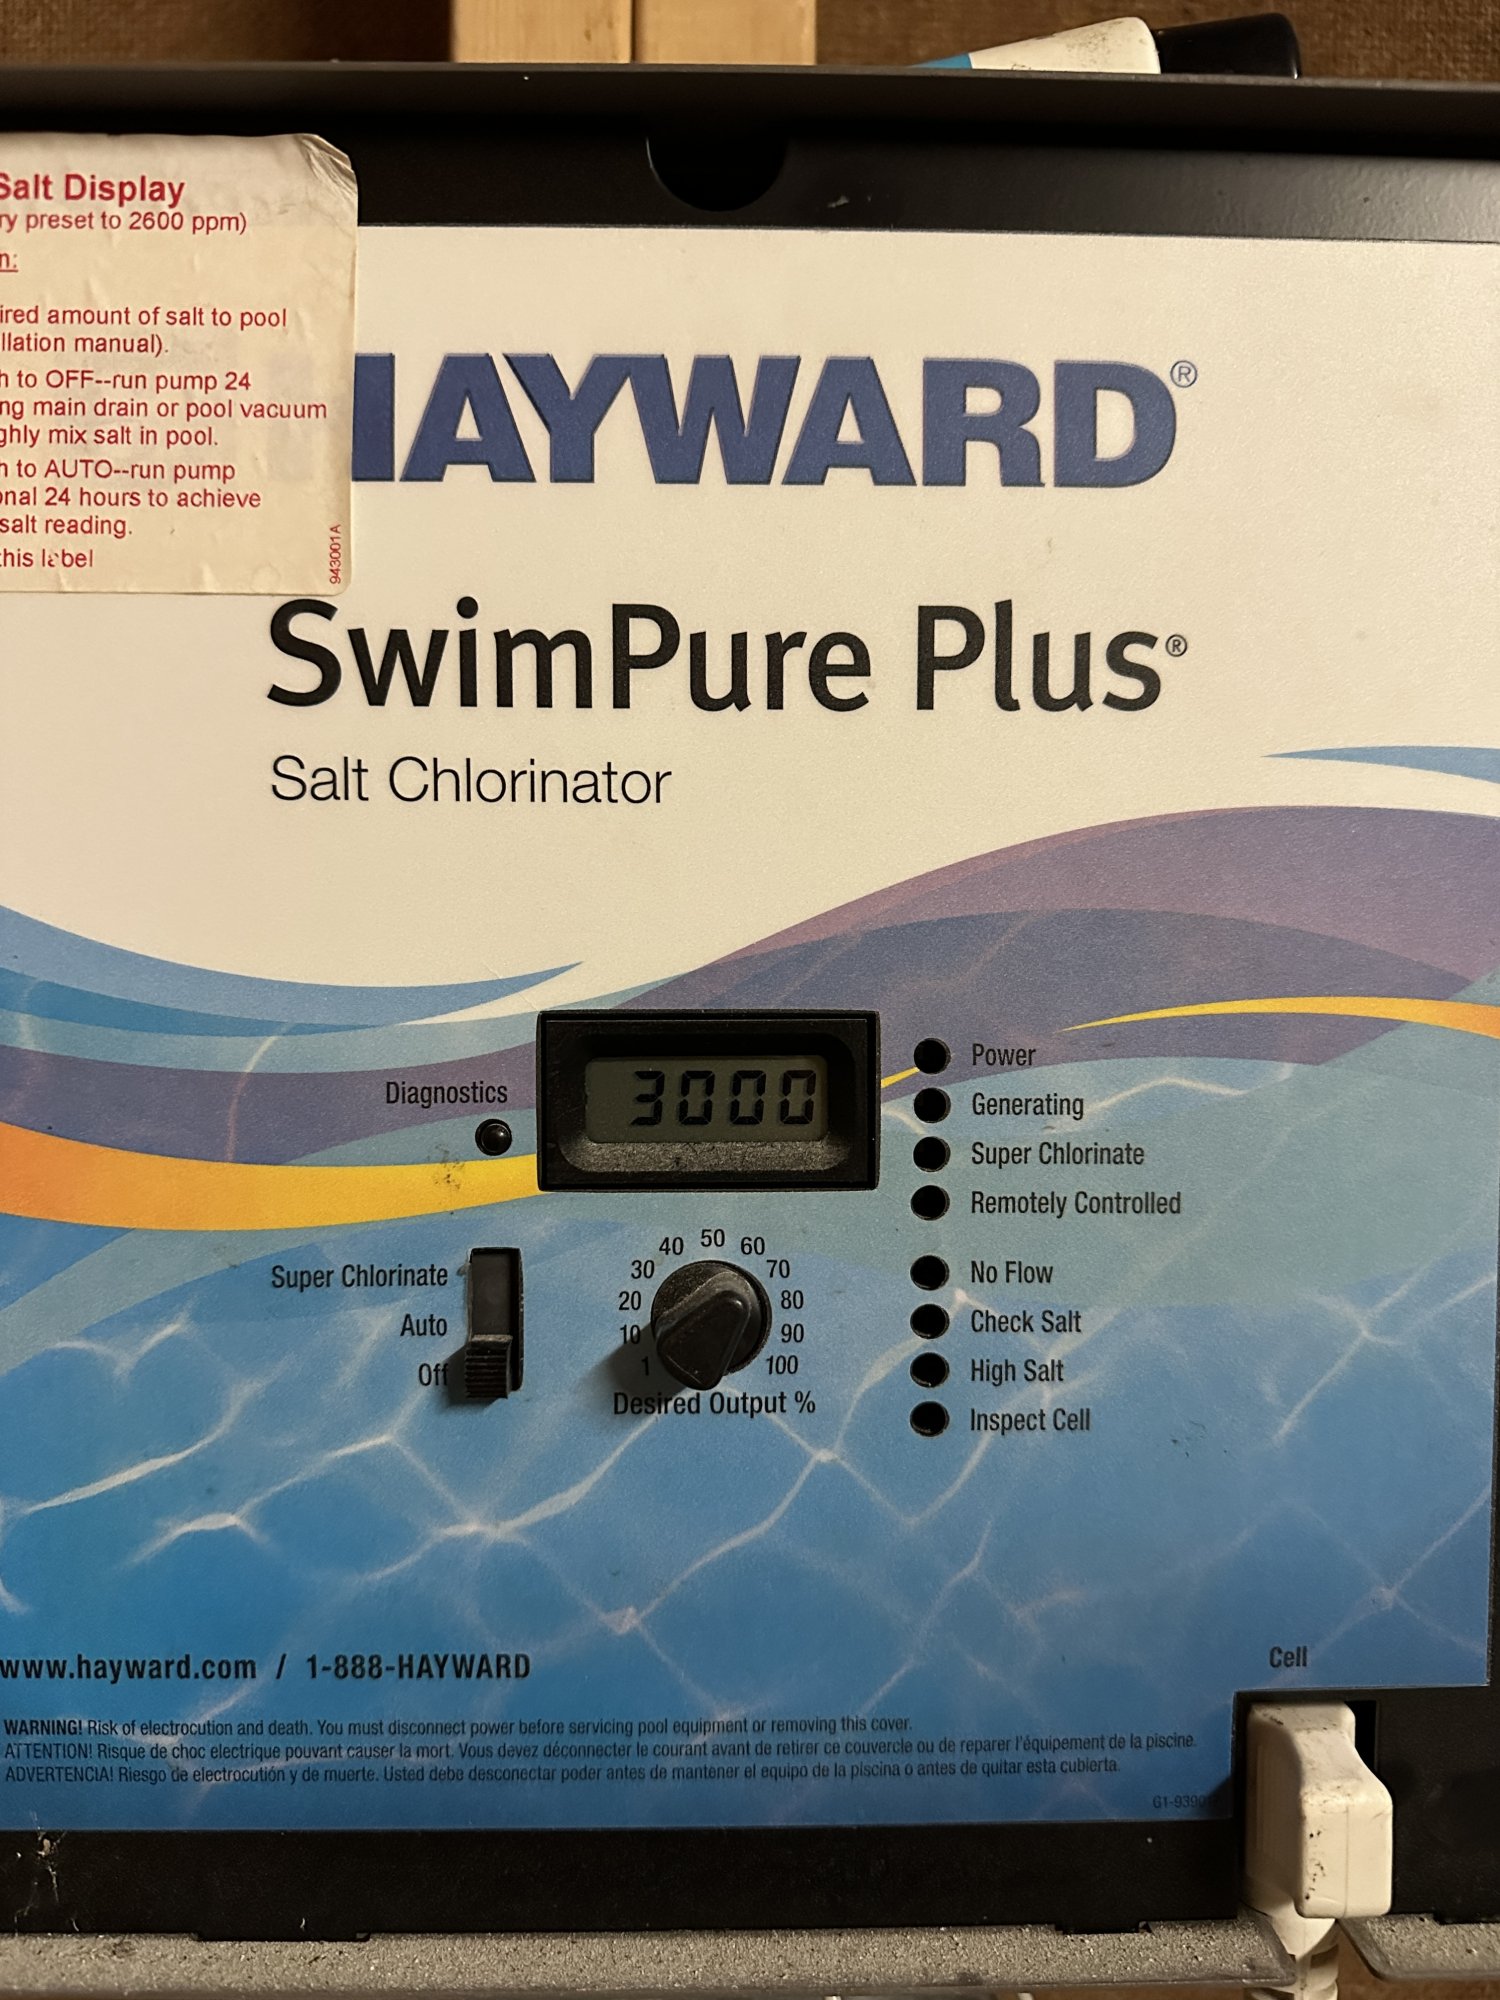 Salt Display
ry preset to 2600 ppm)
n:
ired amount of salt to pool
llation manual).
h to OFF--run pump 24
ng main drain or pool vacuum
ghly mix salt in pool.
h to AUTO--run pump
onal 24 hours to achieve
salt reading.
this label
943001A
HAYWARD®
SwimPure Plus®
Salt Chlorinator
Diagnostics
3000
Power
Generating
Super Chlorinate
Remotely Controlled
No Flow
Check Salt
High Salt
Inspect Cell
Super Chlorinate
Auto
Off
1 10 20 30 40 50 60 70 80 90 100
Desired Output %
www.hayward.com / 1-888-HAYWARD
Cell
WARNING! Risk of electrocution and death. You must disconnect power before servicing pool equipment or removing this cover.
ATTENTION! Risque de choc electrique pouvant causer la mort. Vous devez déconnecter le courant avant de retirer ce couvercle ou de reparer l'équipement de la piscine.
ADVERTENCIA! Riesgo de electrocución y de muerte. Usted debe desconectar poder antes de mantener el equipo de la piscina o antes de quitar esta cubierta.